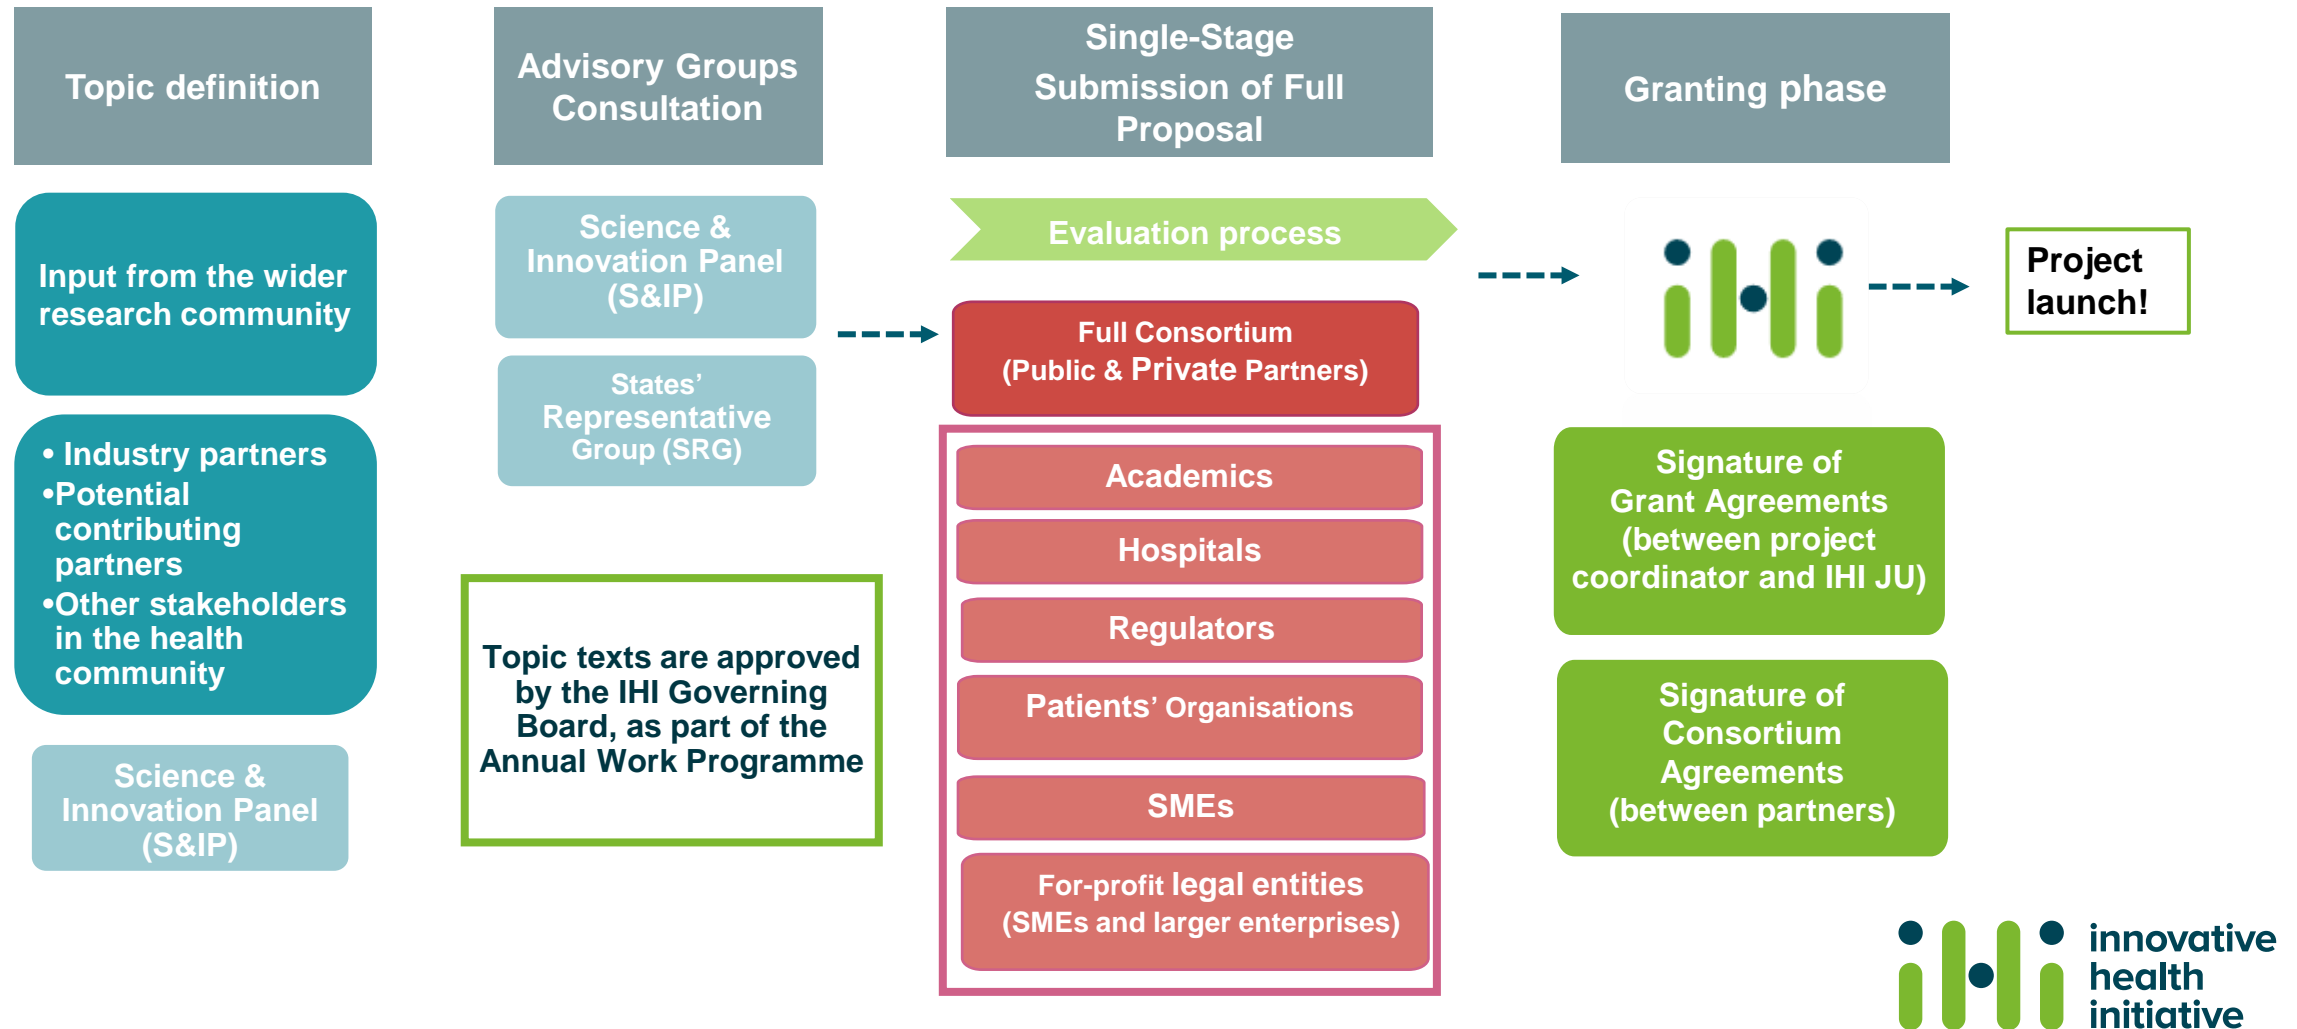 Topic definition
Input from the wider
research community
• Industry partners
•Potential
contributing
partners
•Other stakeholders
in the health
community
Science &
Innovation Panel
(S&IP)
Advisory Groups
Consultation
Science &
Innovation Panel
(S&IP)
States’
Representative
Group (SRG)
Topic texts are approved
by the IHI Governing
Board, as part of the
Annual Work Programme
Single-Stage
Submission of Full
Proposal
Evaluation process
Full Consortium
(Public & Private Partners)
Academics
Hospitals
Regulators
Patients’ Organisations
SMEs
For-profit legal entities
(SMEs and larger enterprises)
Granting phase
iHi
Signature of
Grant Agreements
(between project
coordinator and IHI JU)
Signature of
Consortium
Agreements
(between partners)
Project
launch!
iHi
innovative
health
initiative